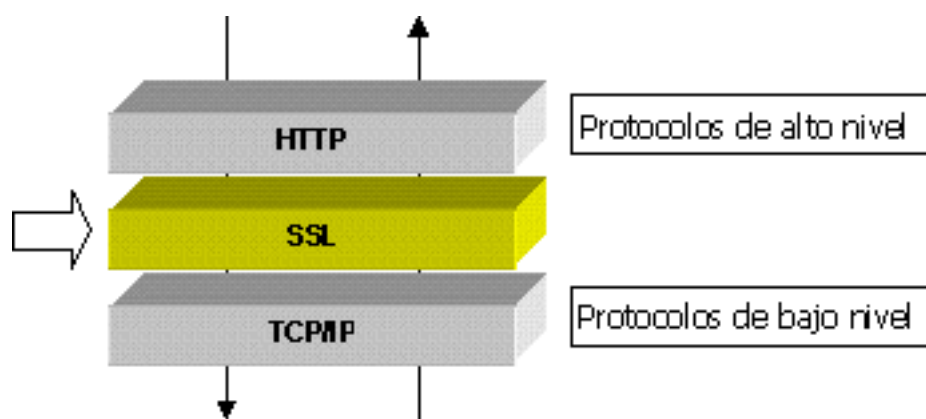 HTTP
Protocolos de alto nivel
SSL
TCP/IP
Protocolos de bajo nivel